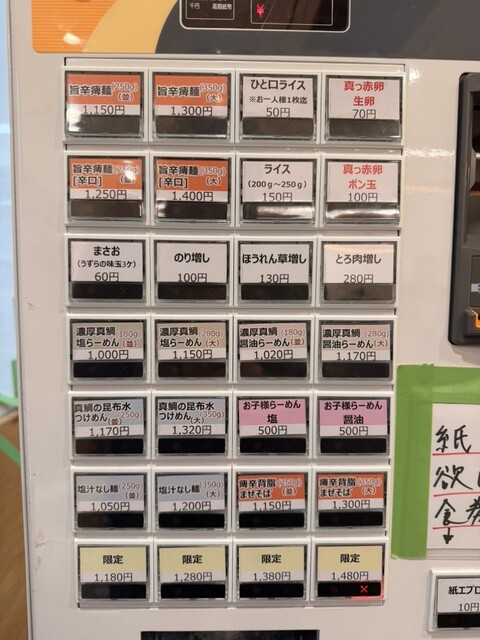 千円 高額紙幣
¥
旨辛痺麺(250g)
(並)
1,150円
旨辛痺麺(350g)
(大)
1,300円
ひと口ライス
※お一人様1枚迄
50円
真っ赤卵
生卵
70円
旨辛痺麺(250g)
[辛口](並)
1,250円
旨辛痺麺(350g)
[辛口](大)
1,400円
ライス
(200g~250g)
150円
真っ赤卵
ポン玉
100円
まさお
(うずらの味玉3ケ)
60円
のり増し
100円
ほうれん草増し
130円
とろ肉増し
280円
濃厚真鯛(180g)
塩らーめん(並)
1,000円
濃厚真鯛(280g)
塩らーめん(大)
1,150円
濃厚真鯛(180g)
醤油らーめん(並)
1,020円
濃厚真鯛(280g)
醤油らーめん(大)
1,170円
真鯛の昆布水
つけめん(250g)
(並)
1,170円
真鯛の昆布水
つけめん(350g)
(大)
1,320円
お子様らーめん
塩
500円
お子様らーめん
醤油
500円
塩汁なし麺(250g)
(並)
1,050円
塩汁なし麺(350g)
(大)
1,200円
痺辛背脂(250g)
まぜそば(並)
1,150円
痺辛背脂(350g)
まぜそば(大)
1,300円
限定
1,180円
限定
1,280円
限定
1,380円
限定
1,480円
×
紙
欲
食券
↓
紙エプロ
10円